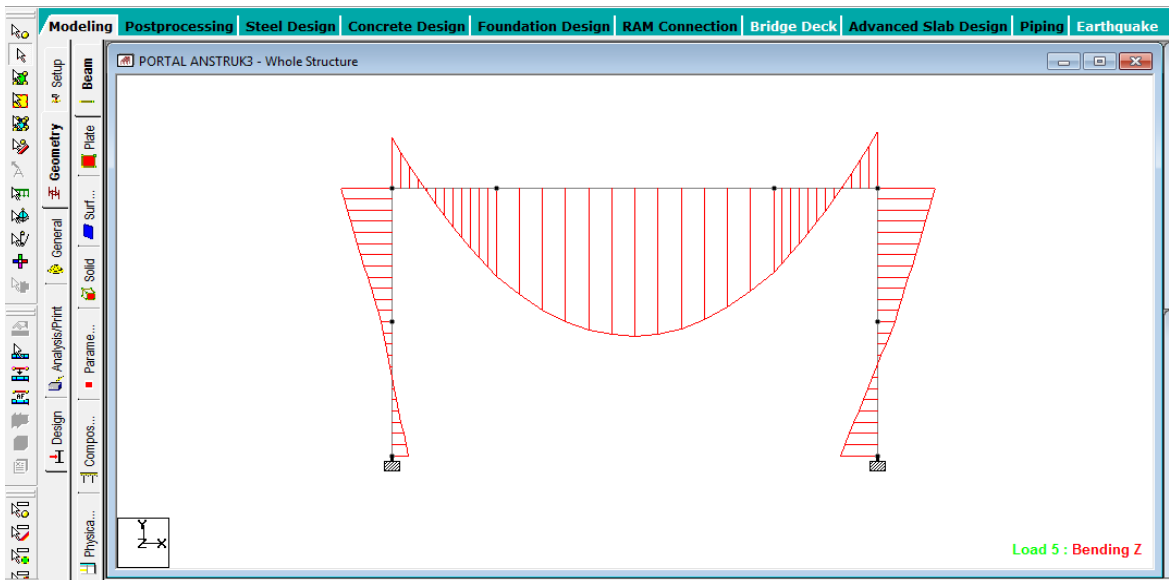 Modeling Postprocessing Steel Design Concrete Design Foundation Design RAM Connection Bridge Deck Advanced Slab Design Piping Earthquake
PORTAL ANSTRUK3 - Whole Structure
Setup
Geometry
General
Analysis/Print
Design
Beam
Plate
Surf...
Solid
Parame...
Compos...
Physica...
Y
Z X
Load 5 : Bending Z